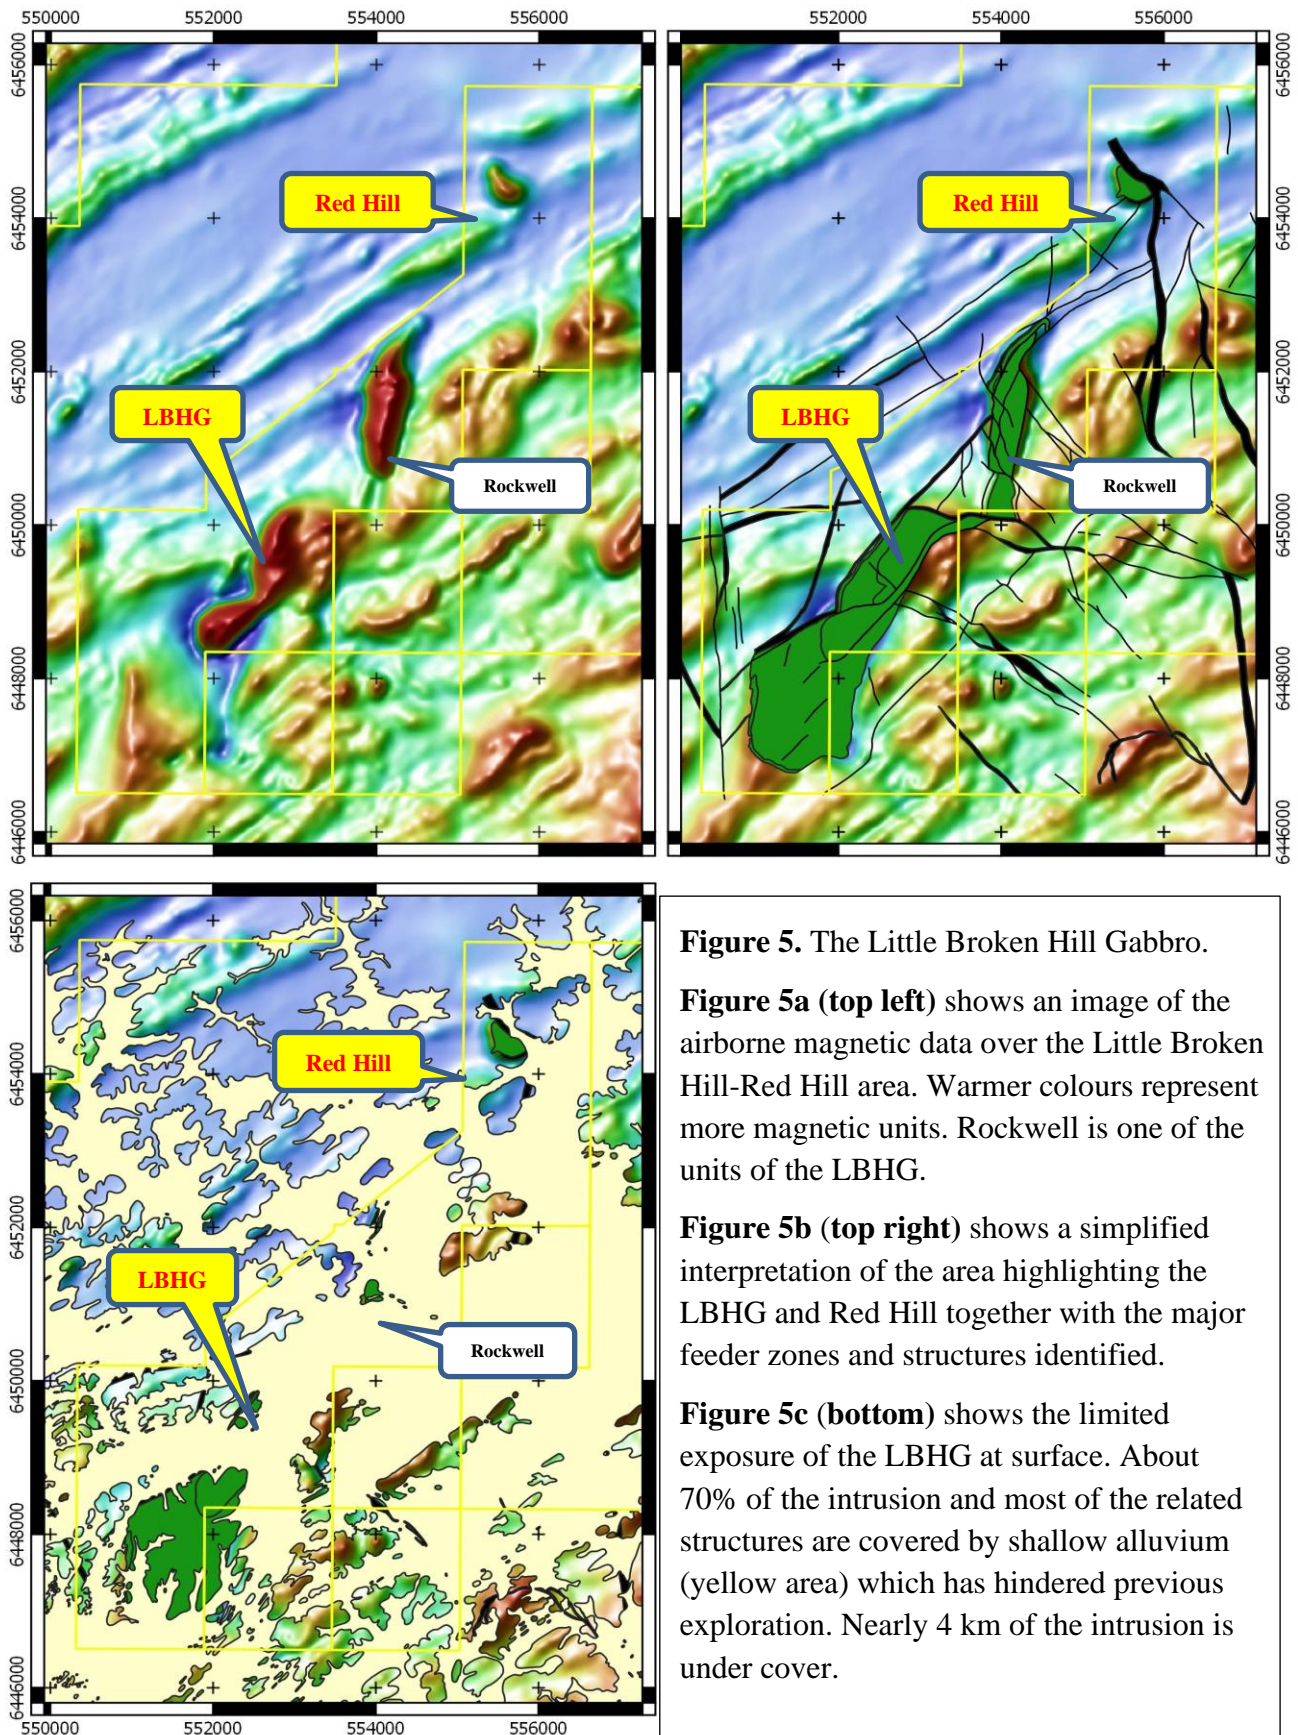 550000 552000 554000 556000
552000 554000 556000
6456000
6454000
6452000
6450000
6448000
6446000
Red Hill
LBHG
Rockwell
6456000
6454000
6452000
6450000
6448000
6446000
Red Hill
LBHG
Rockwell
6456000
6454000
6452000
6450000
6448000
6446000
Red Hill
LBHG
Rockwell
550000 552000 554000 556000
Figure 5. The Little Broken Hill Gabbro.
Figure 5a (top left) shows an image of the
airborne magnetic data over the Little Broken
Hill-Red Hill area. Warmer colours represent
more magnetic units. Rockwell is one of the
units of the LBHG.
Figure 5b (top right) shows a simplified
interpretation of the area highlighting the
LBHG and Red Hill together with the major
feeder zones and structures identified.
Figure 5c (bottom) shows the limited
exposure of the LBHG at surface. About
70% of the intrusion and most of the related
structures are covered by shallow alluvium
(yellow area) which has hindered previous
exploration. Nearly 4 km of the intrusion is
under cover.